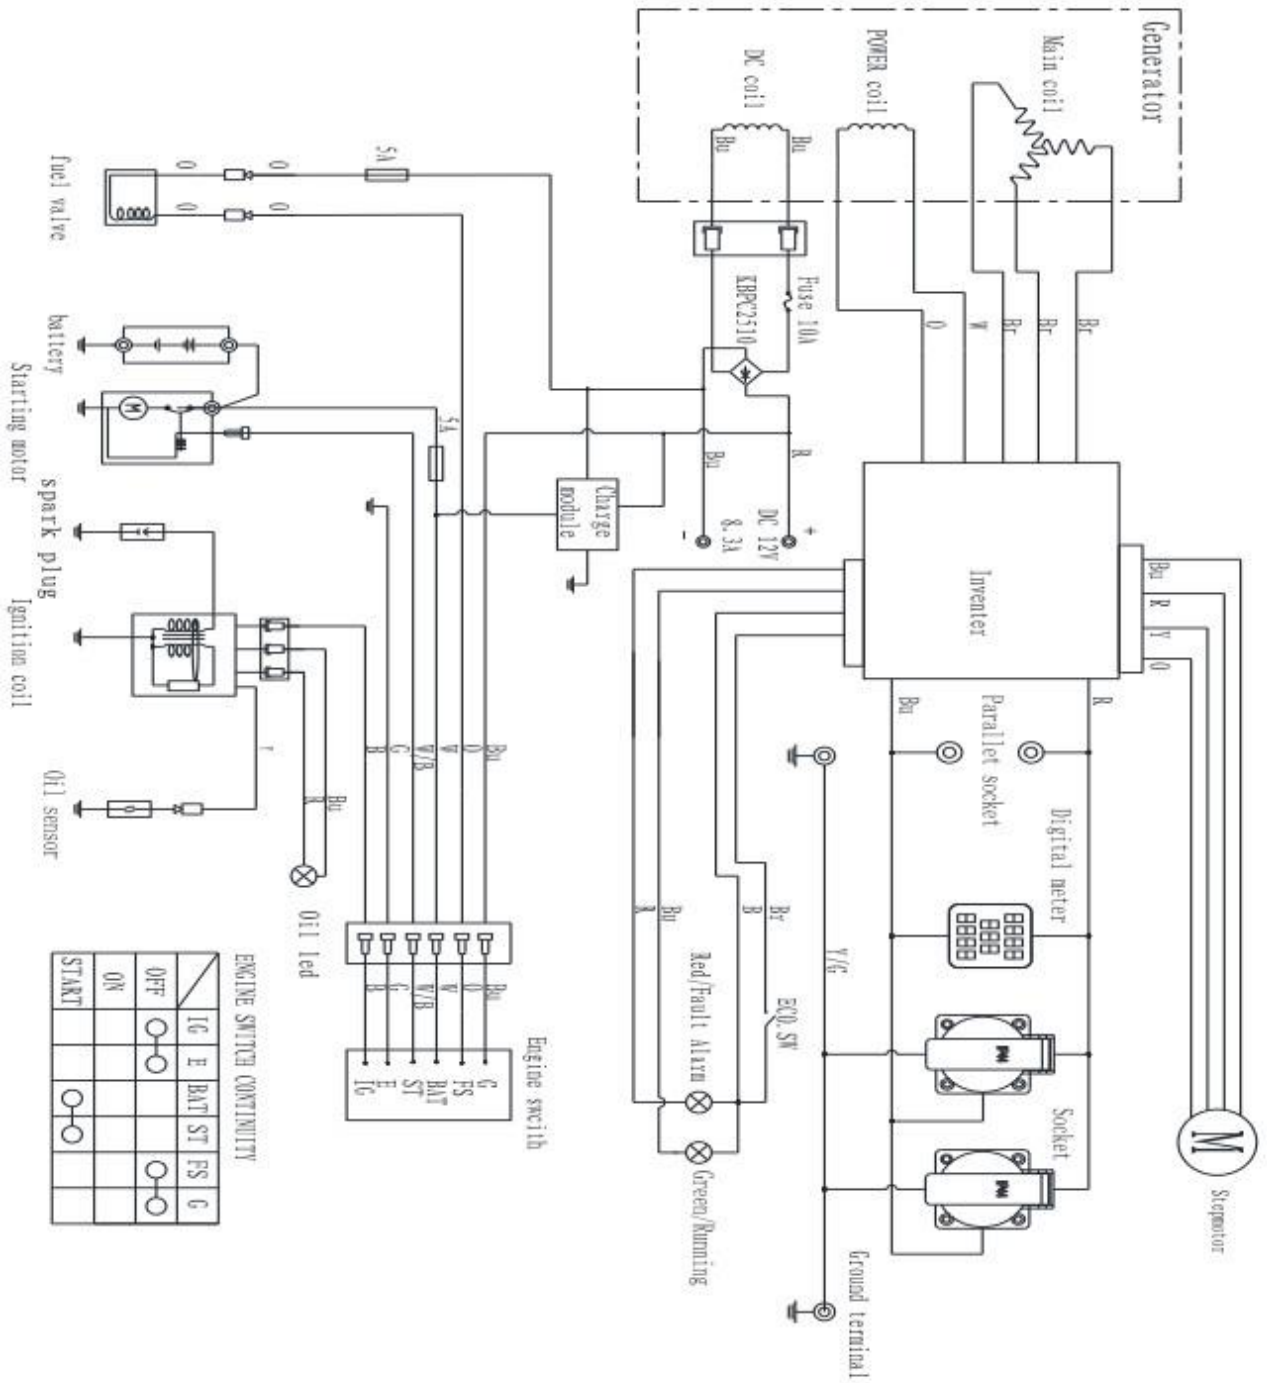 Generator
Main coil
POWER coil
DC coil
Bu
Bu
5A
O
O
O
O
fuel valve
Fuse 10A
KBPC2510
O
W
Br
Br
Br
battery
Starting motor
5A
R
Bu
+
DC 12V
8.3A
-
Charge
module
spark plug
Ignition coil
Inventer
Bu
R
Y
O
R
Bu
Parallet socket
Digital meter
B
G
W/B
W
O
Bu
Bu
R
Oil sensor
Oil led
B
G
W/B
W
O
Bu
Engine swcith
IG
E
ST
BAT
FS
G
R
Bu
B
Br
Y/G
ECO.SW
Red/Fault Alarm
Green/Running
Socket
M
M
Stepmotor
Ground terminal
ENGINE SWITCH CONTINUITY
IG E BAT ST FS G
OFF
ON
START